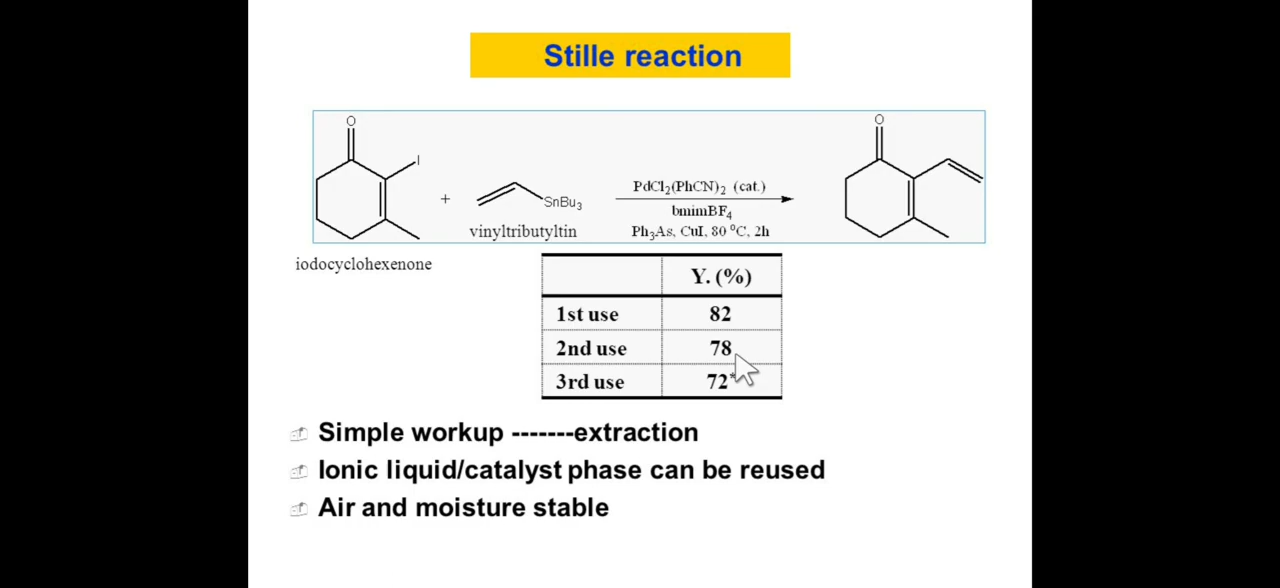 Stille reaction
O
I
+
SnBu3
vinyltributyltin
PdCl2(PhCN)2 (cat.)
bmimBF4
Ph3As, CuI, 80 °C, 2h
O
iodocyclohexenone
Y. (%)
1st use 82
2nd use 78
3rd use 72*
Simple workup -------extraction
Ionic liquid/catalyst phase can be reused
Air and moisture stable